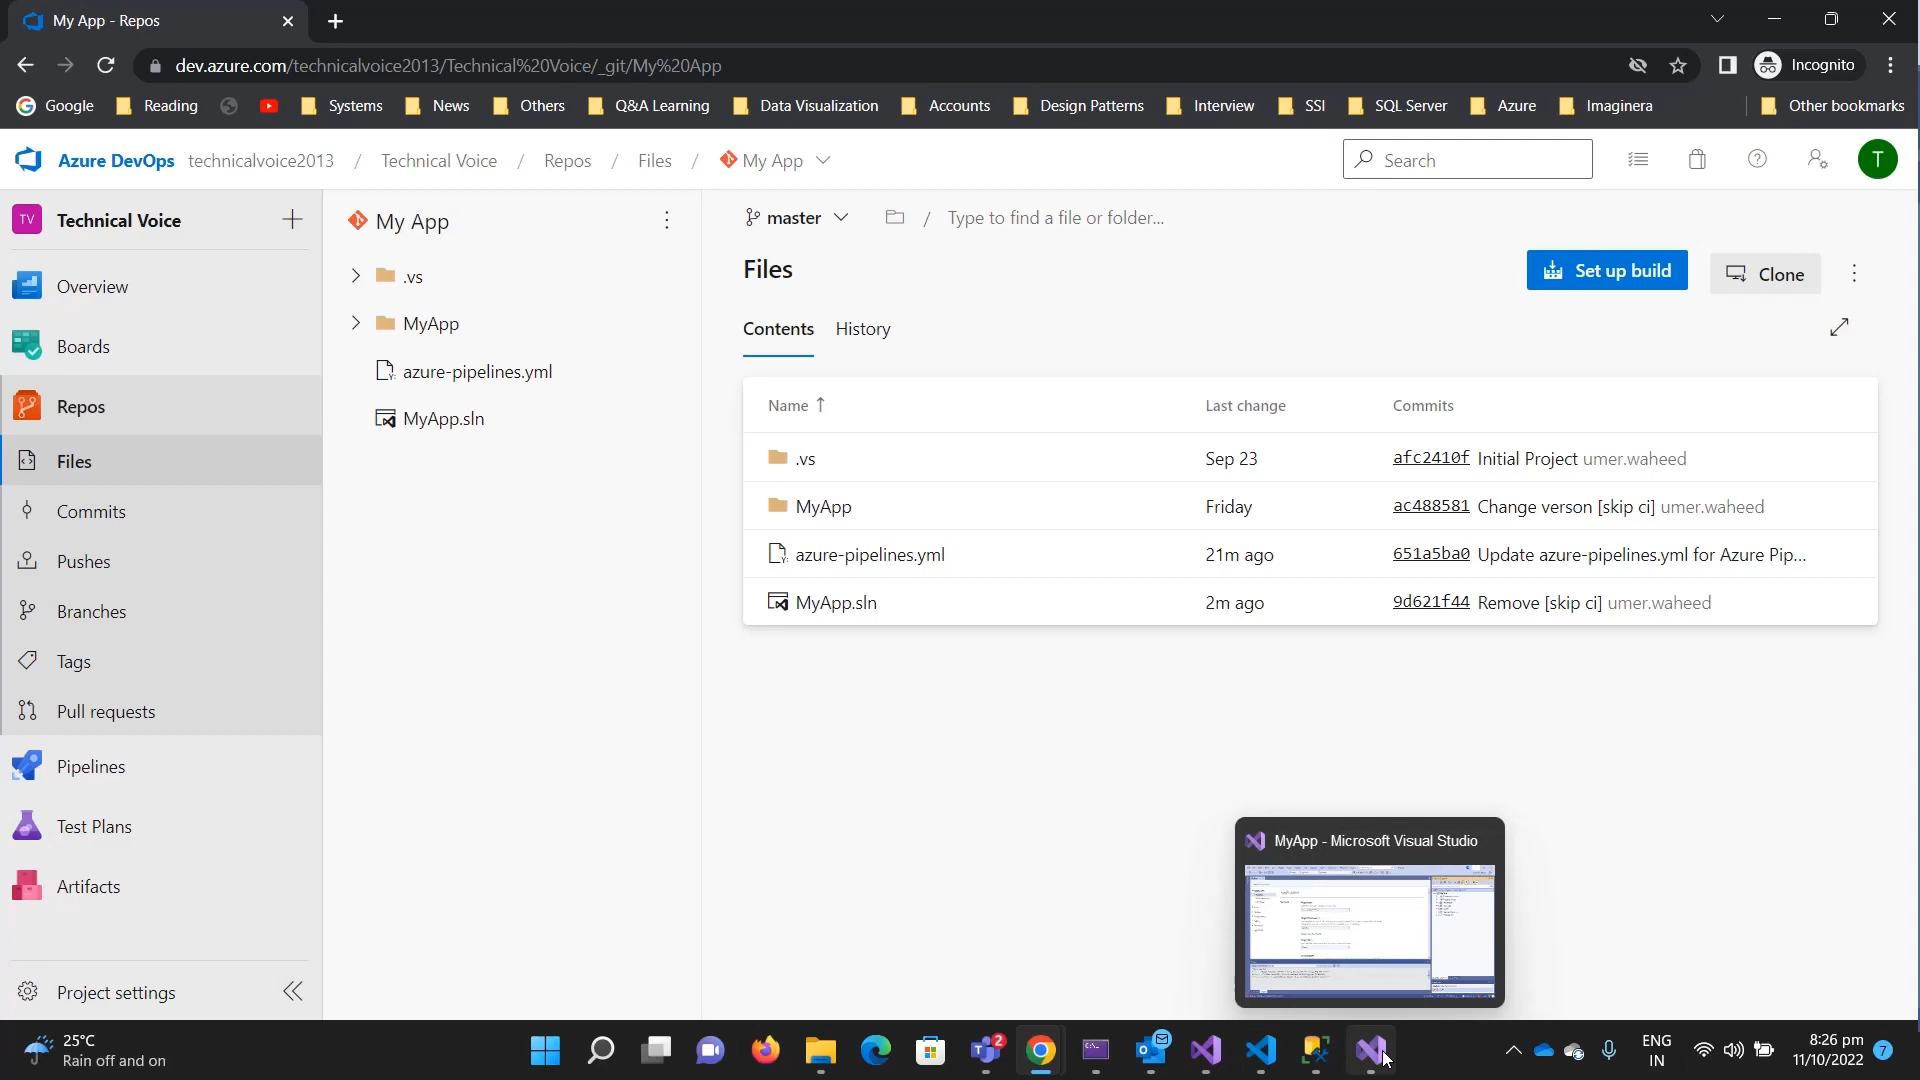 My App - Repos
dev.azure.com/technicalvoice2013/Technical%20Voice/_git/My%20App
Incognito
Google Reading Systems News Others Q&A Learning Data Visualization Accounts Design Patterns Interview SSI SQL Server Azure Imaginera Other bookmarks
Azure DevOps technicalvoice2013 / Technical Voice / Repos / Files / My App
Search
T
TV Technical Voice
Overview
Boards
Repos
Files
Commits
Pushes
Branches
Tags
Pull requests
Pipelines
Test Plans
Artifacts
Project settings
My App
.vs
MyApp
azure-pipelines.yml
MyApp.sln
master / Type to find a file or folder...
Files
Set up build
Clone
Contents History
Name Last change Commits
.vs Sep 23 afc2410f Initial Project umer.waheed
MyApp Friday ac488581 Change verson [skip ci] umer.waheed
azure-pipelines.yml 21m ago 651a5ba0 Update azure-pipelines.yml for Azure Pip...
MyApp.sln 2m ago 9d621f44 Remove [skip ci] umer.waheed
MyApp - Microsoft Visual Studio
25°C
Rain off and on
2
ENG
IN
8:26 pm
11/10/2022
7